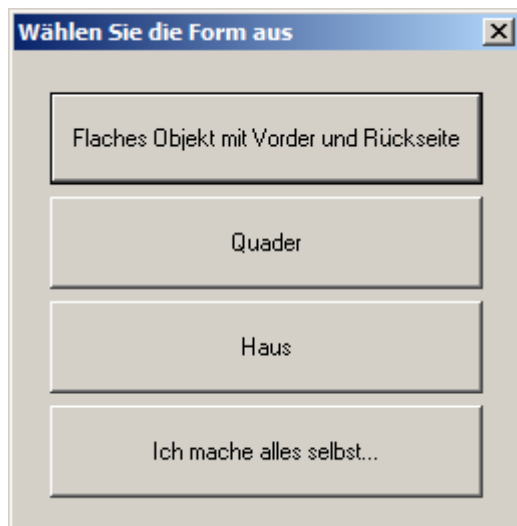 Wählen Sie die Form aus
Flaches Objekt mit Vorder und Rückseite
Quader
Haus
Ich mache alles selbst...